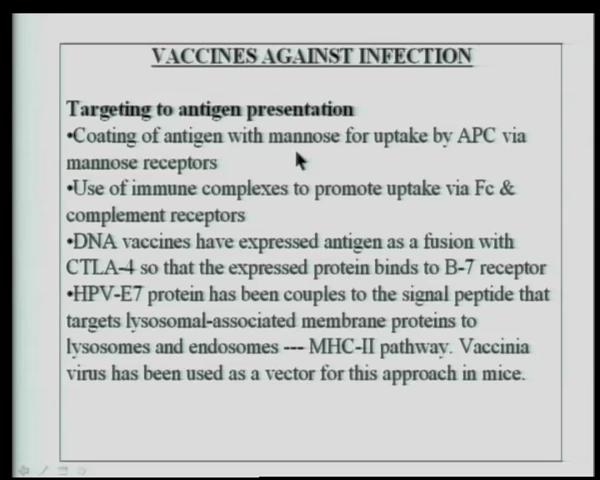 VACCINES AGAINST INFECTION
Targeting to antigen presentation
•Coating of antigen with mannose for uptake by APC via
mannose receptors
•Use of immune complexes to promote uptake via Fc &
complement receptors
•DNA vaccines have expressed antigen as a fusion with
CTLA-4 so that the expressed protein binds to B-7 receptor
•HPV-E7 protein has been couples to the signal peptide that
targets lysosomal-associated membrane proteins to
lysosomes and endosomes --- MHC-II pathway. Vaccinia
virus has been used as a vector for this approach in mice.